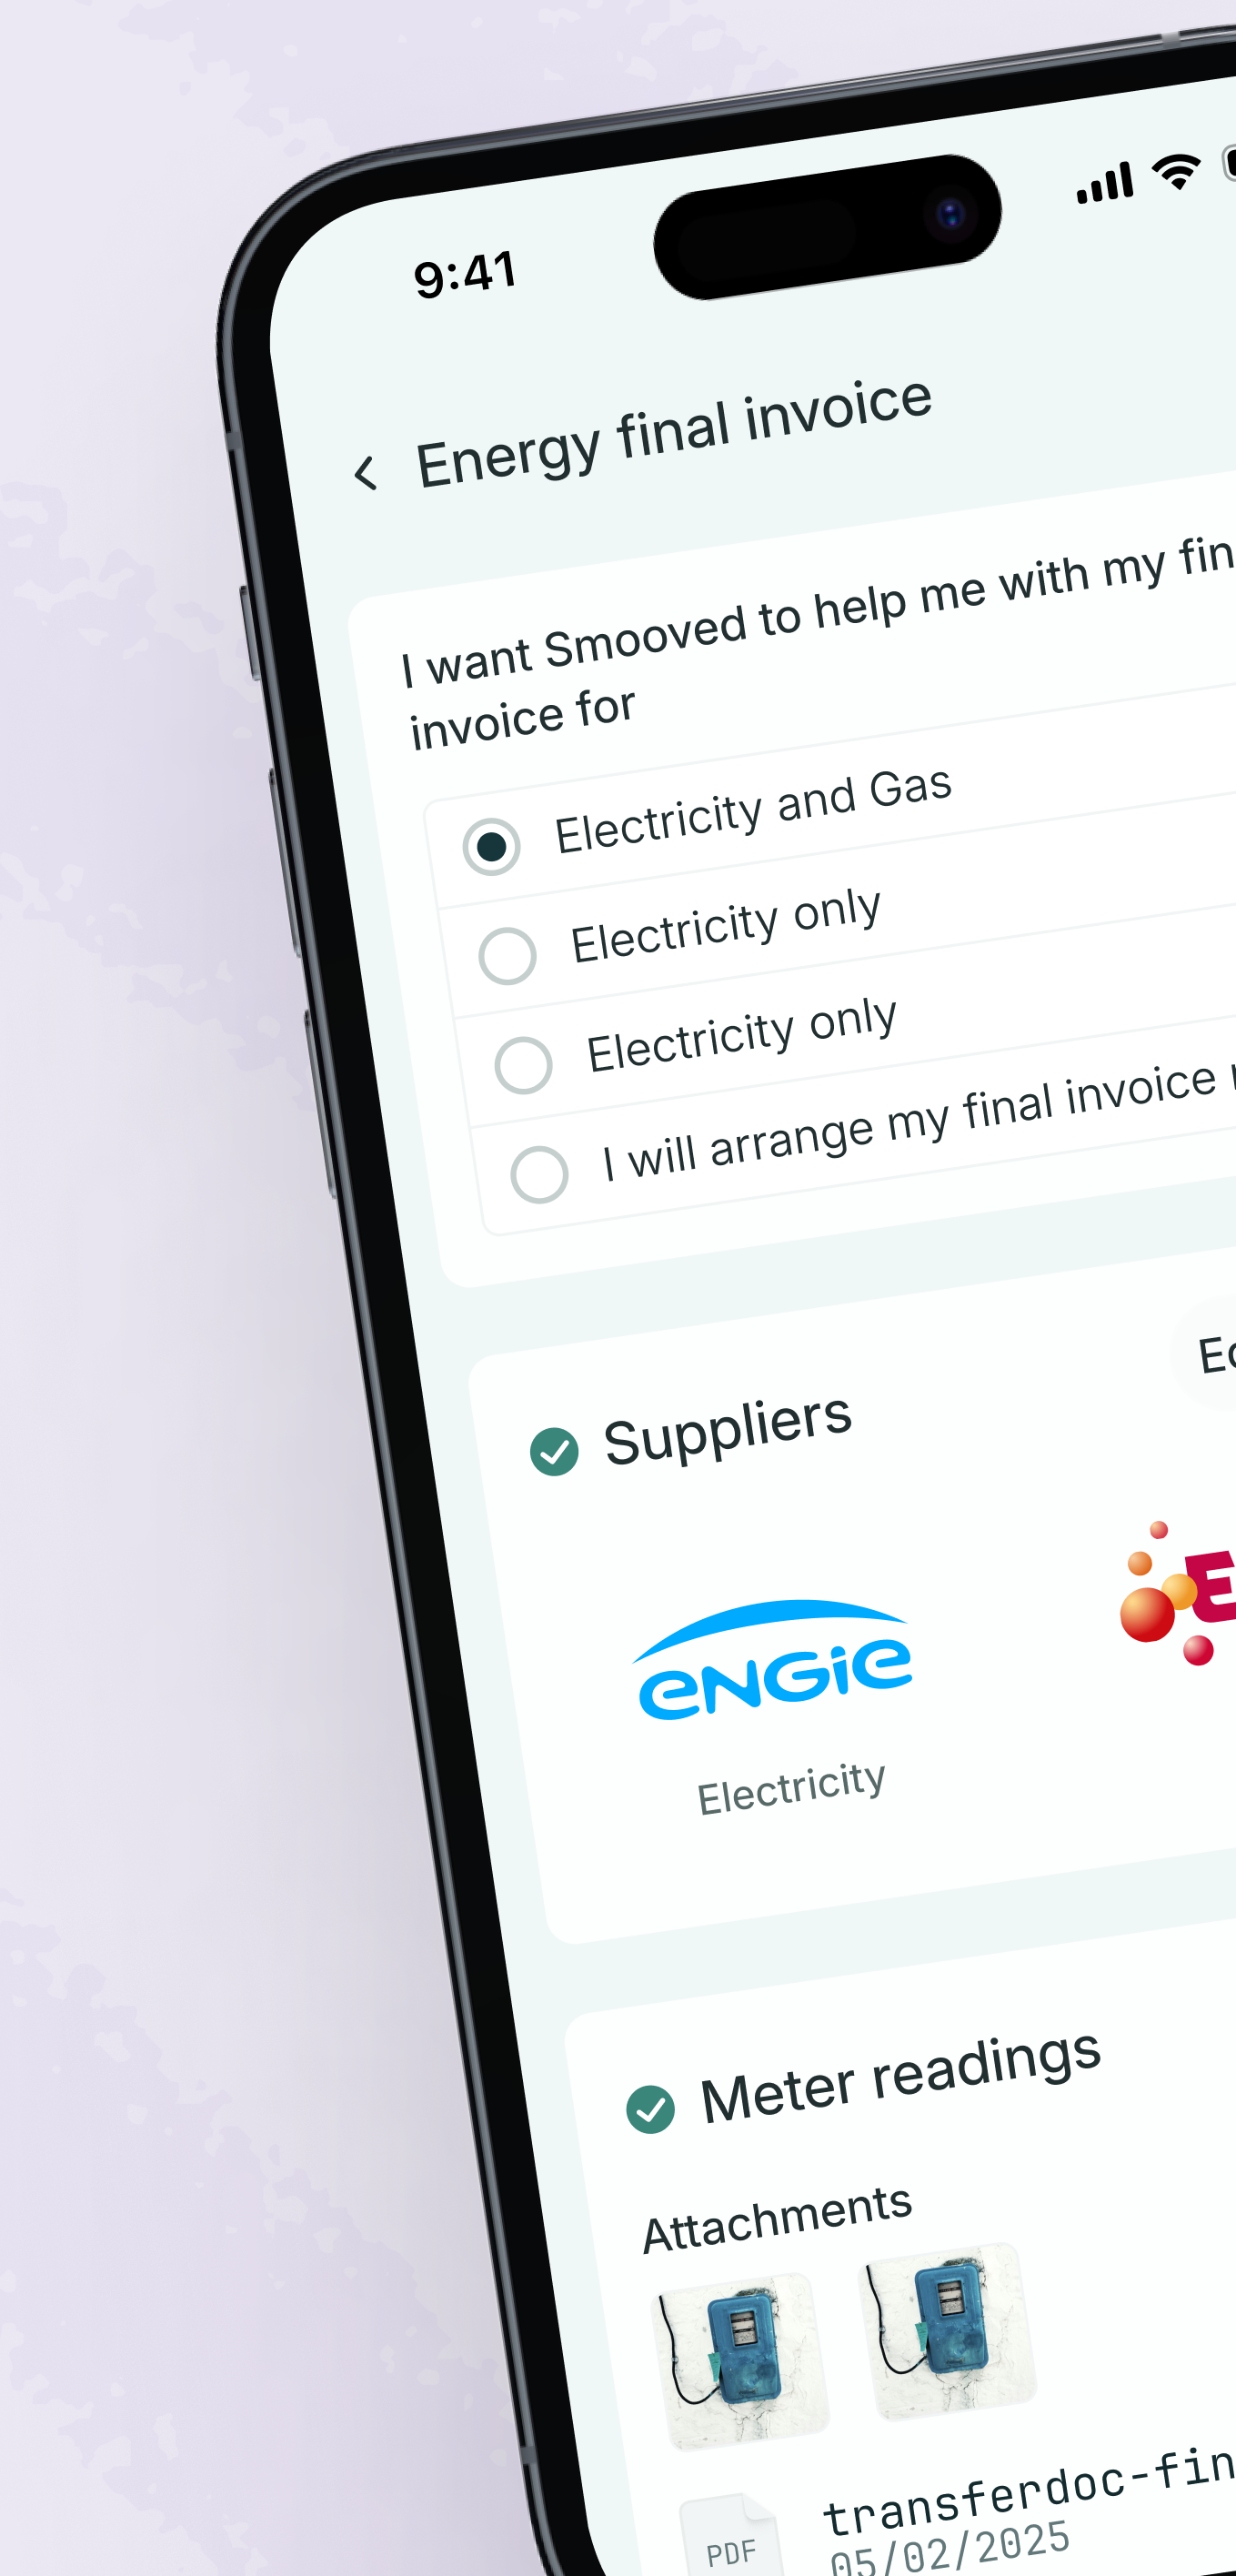 9:41
Energy final invoice
I want Smooved to help me with my fin
invoice for
Electricity and Gas
Electricity only
Electricity only
I will arrange my final invoice
Suppliers
ENGIE
Electricity
Meter readings
Attachments
transferdoc-fin
PDF
05/02/2025